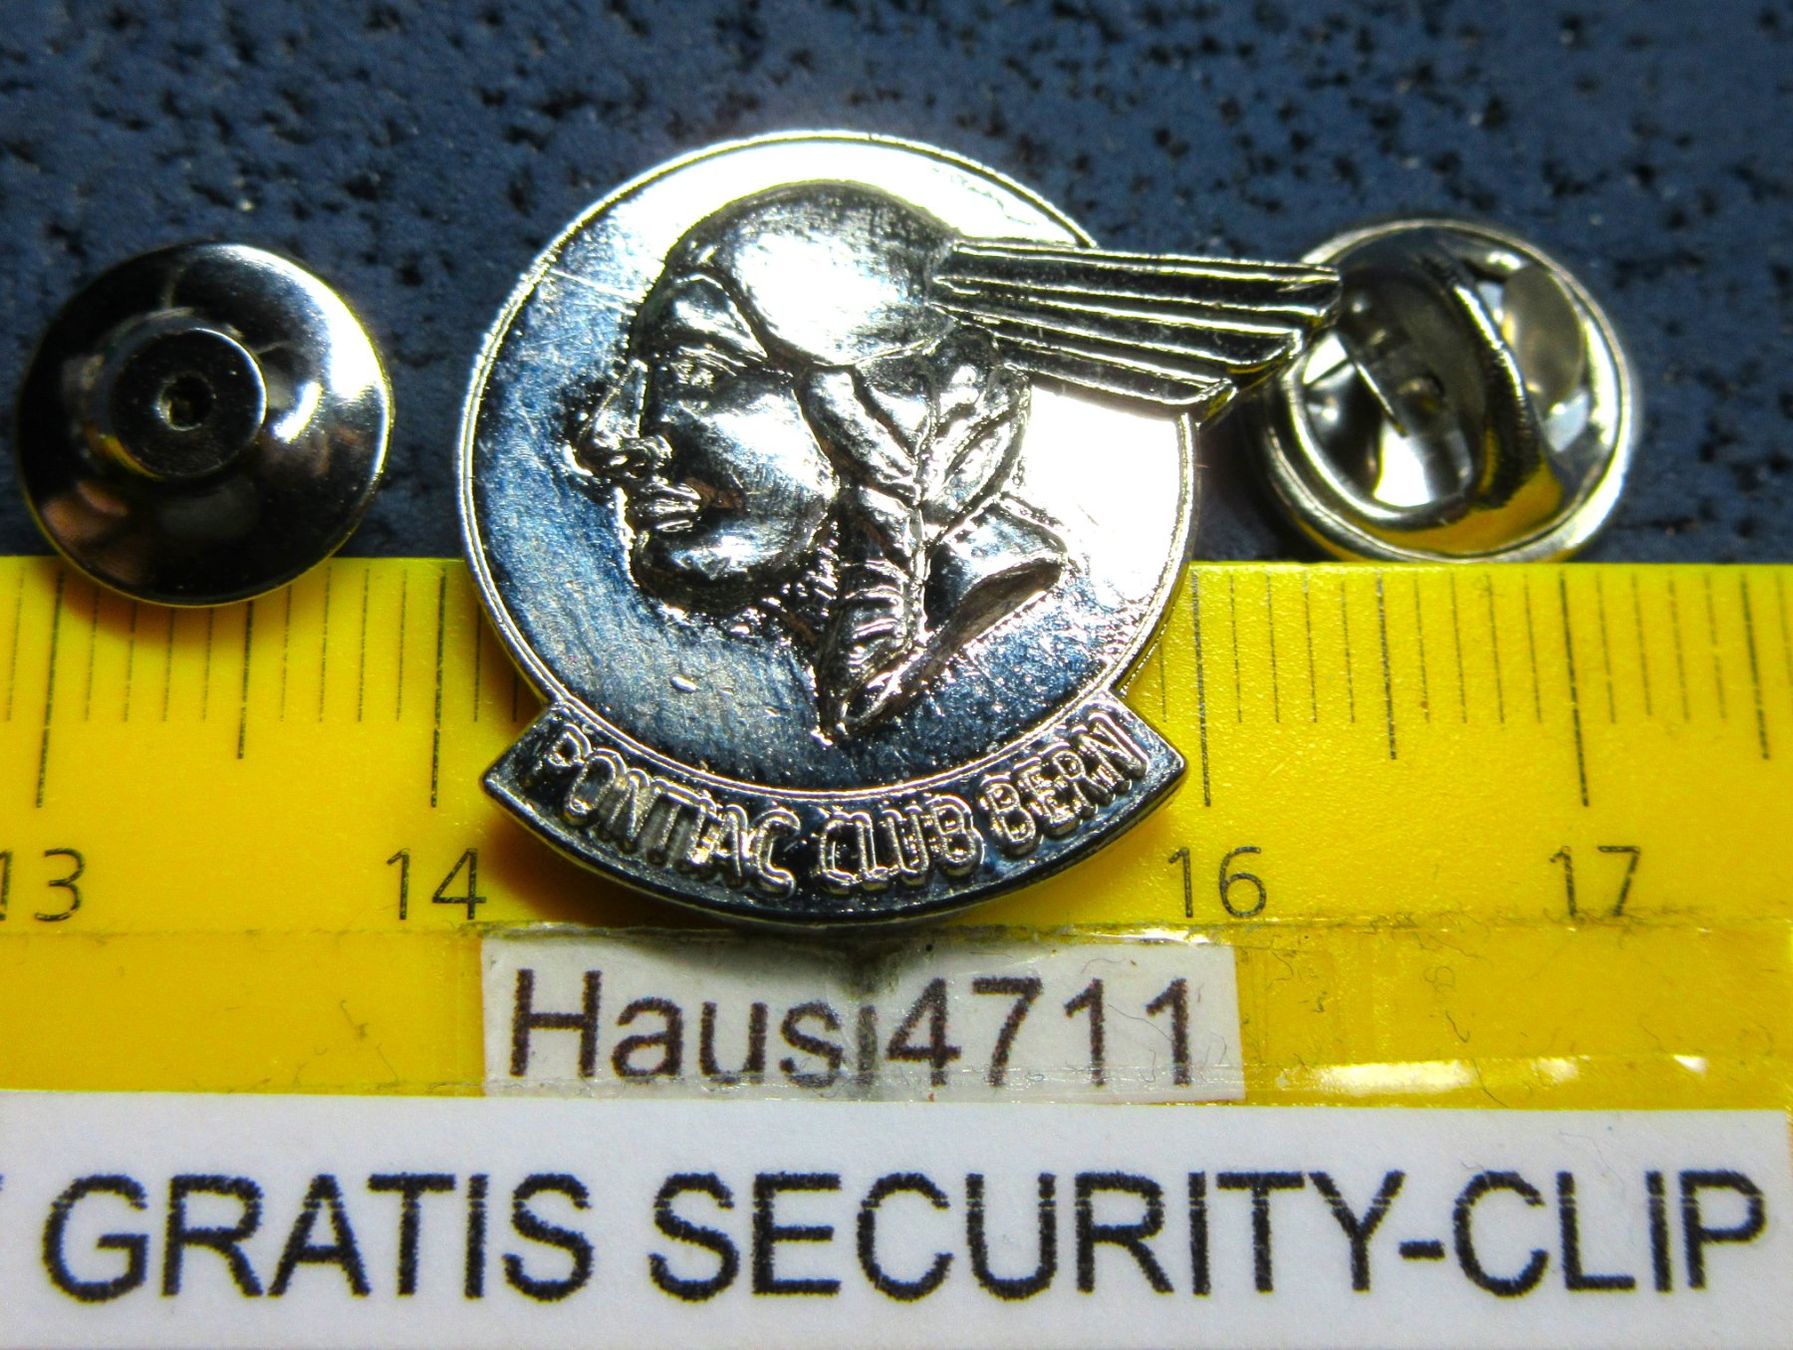 PONTIAC CLUB BERN
13 14 16 17
Hausi4711
GRATIS SECURITY-CLIP